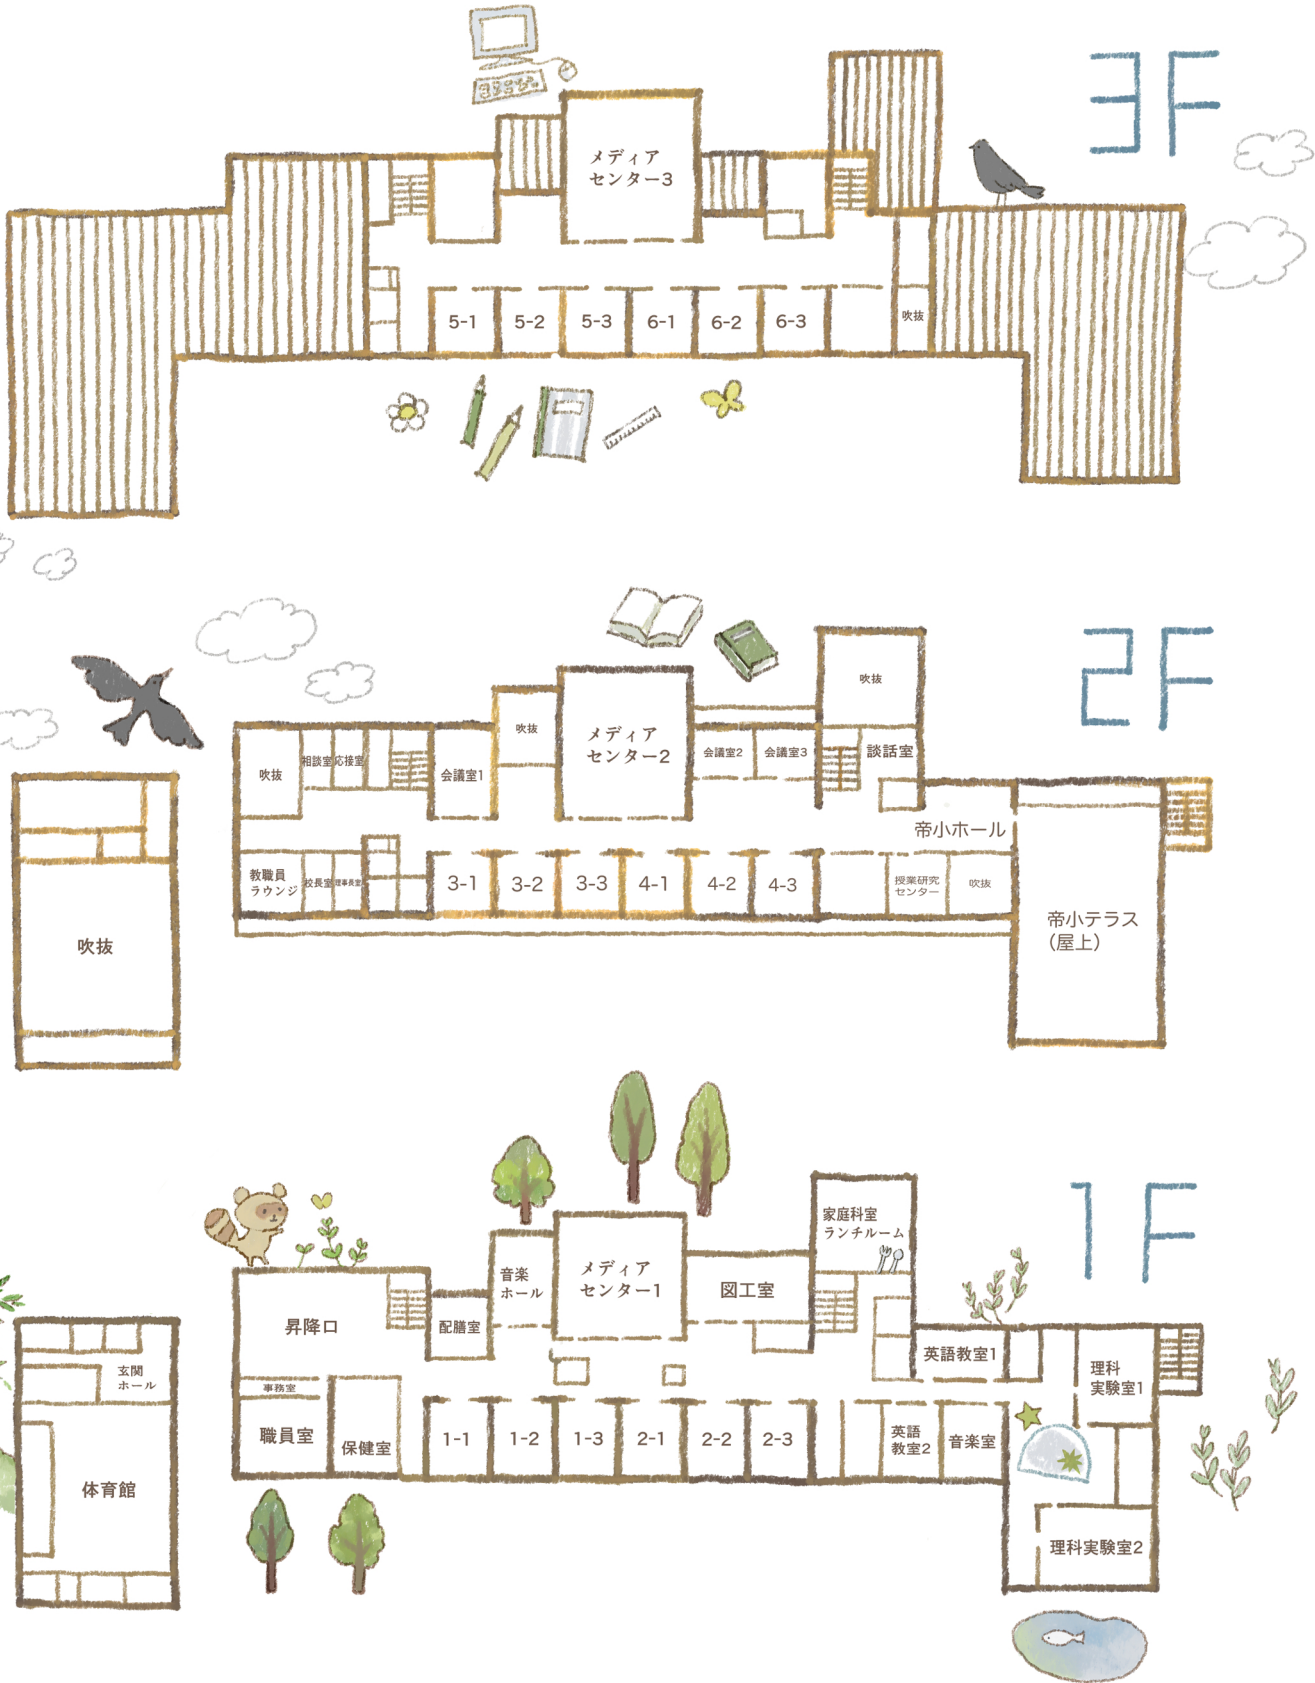 3F
メディア
センター3
5-1
5-2
5-3
6-1
6-2
6-3
吹抜
2F
吹抜
吹抜
メディア
センター2
会議室2
会議室3
談話室
吹抜
相談室
応接室
会議室1
帝小ホール
教職員
ラウンジ
校長室
理事長室
3-1
3-2
3-3
4-1
4-2
4-3
授業研究
センター
吹抜
吹抜
帝小テラス
(屋上)
1F
家庭科室
ランチルーム
音楽
ホール
メディア
センター1
図工室
昇降口
配膳室
英語教室1
理科
実験室1
玄関
ホール
事務室
職員室
保健室
1-1
1-2
1-3
2-1
2-2
2-3
英語
教室2
音楽室
体育館
理科実験室2